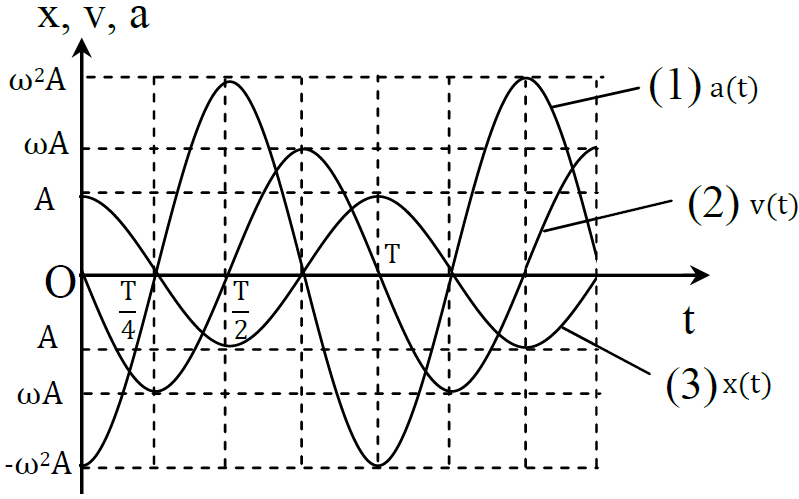 x, v, a
ω²A
(1) a(t)
ωA
A
(2) v(t)
T
O
T/4
T/2
t
A
(3) x(t)
ωA
-ω²A